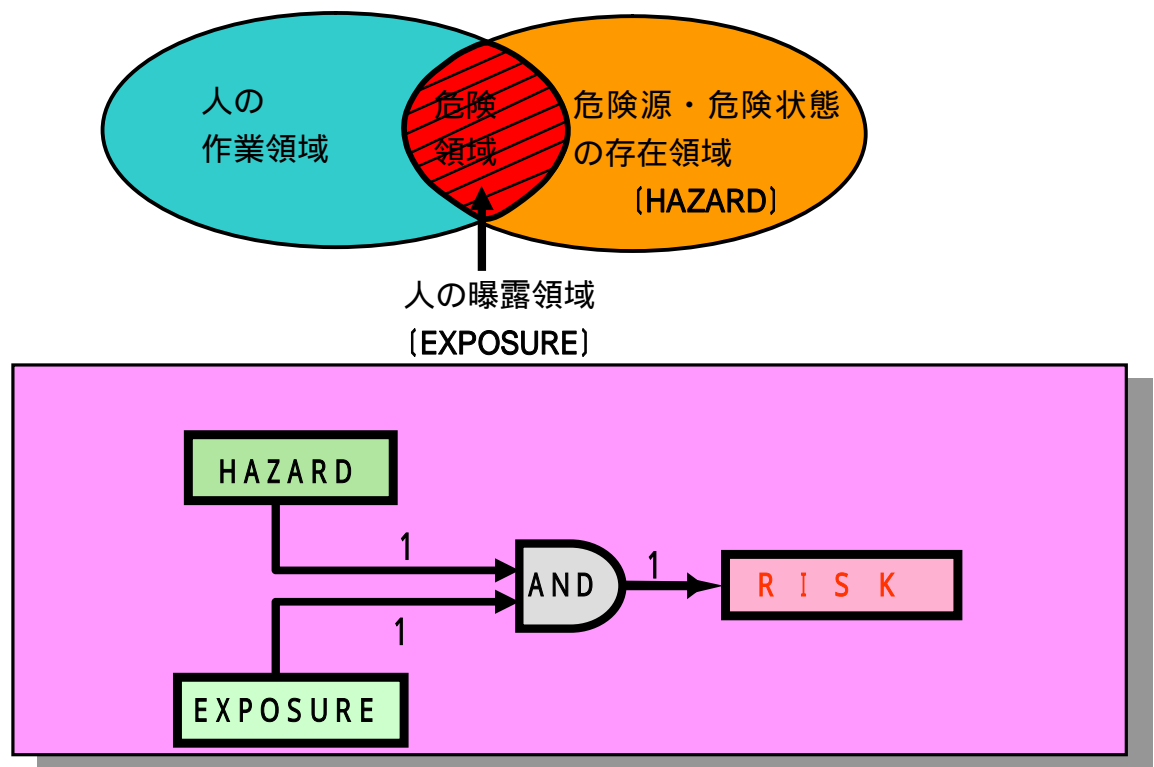 人の
作業領域
危険
領域
危険源・危険状態
の存在領域
〔HAZARD〕
人の曝露領域
〔EXPOSURE〕
HAZARD
1
AND
1
RISK
1
EXPOSURE